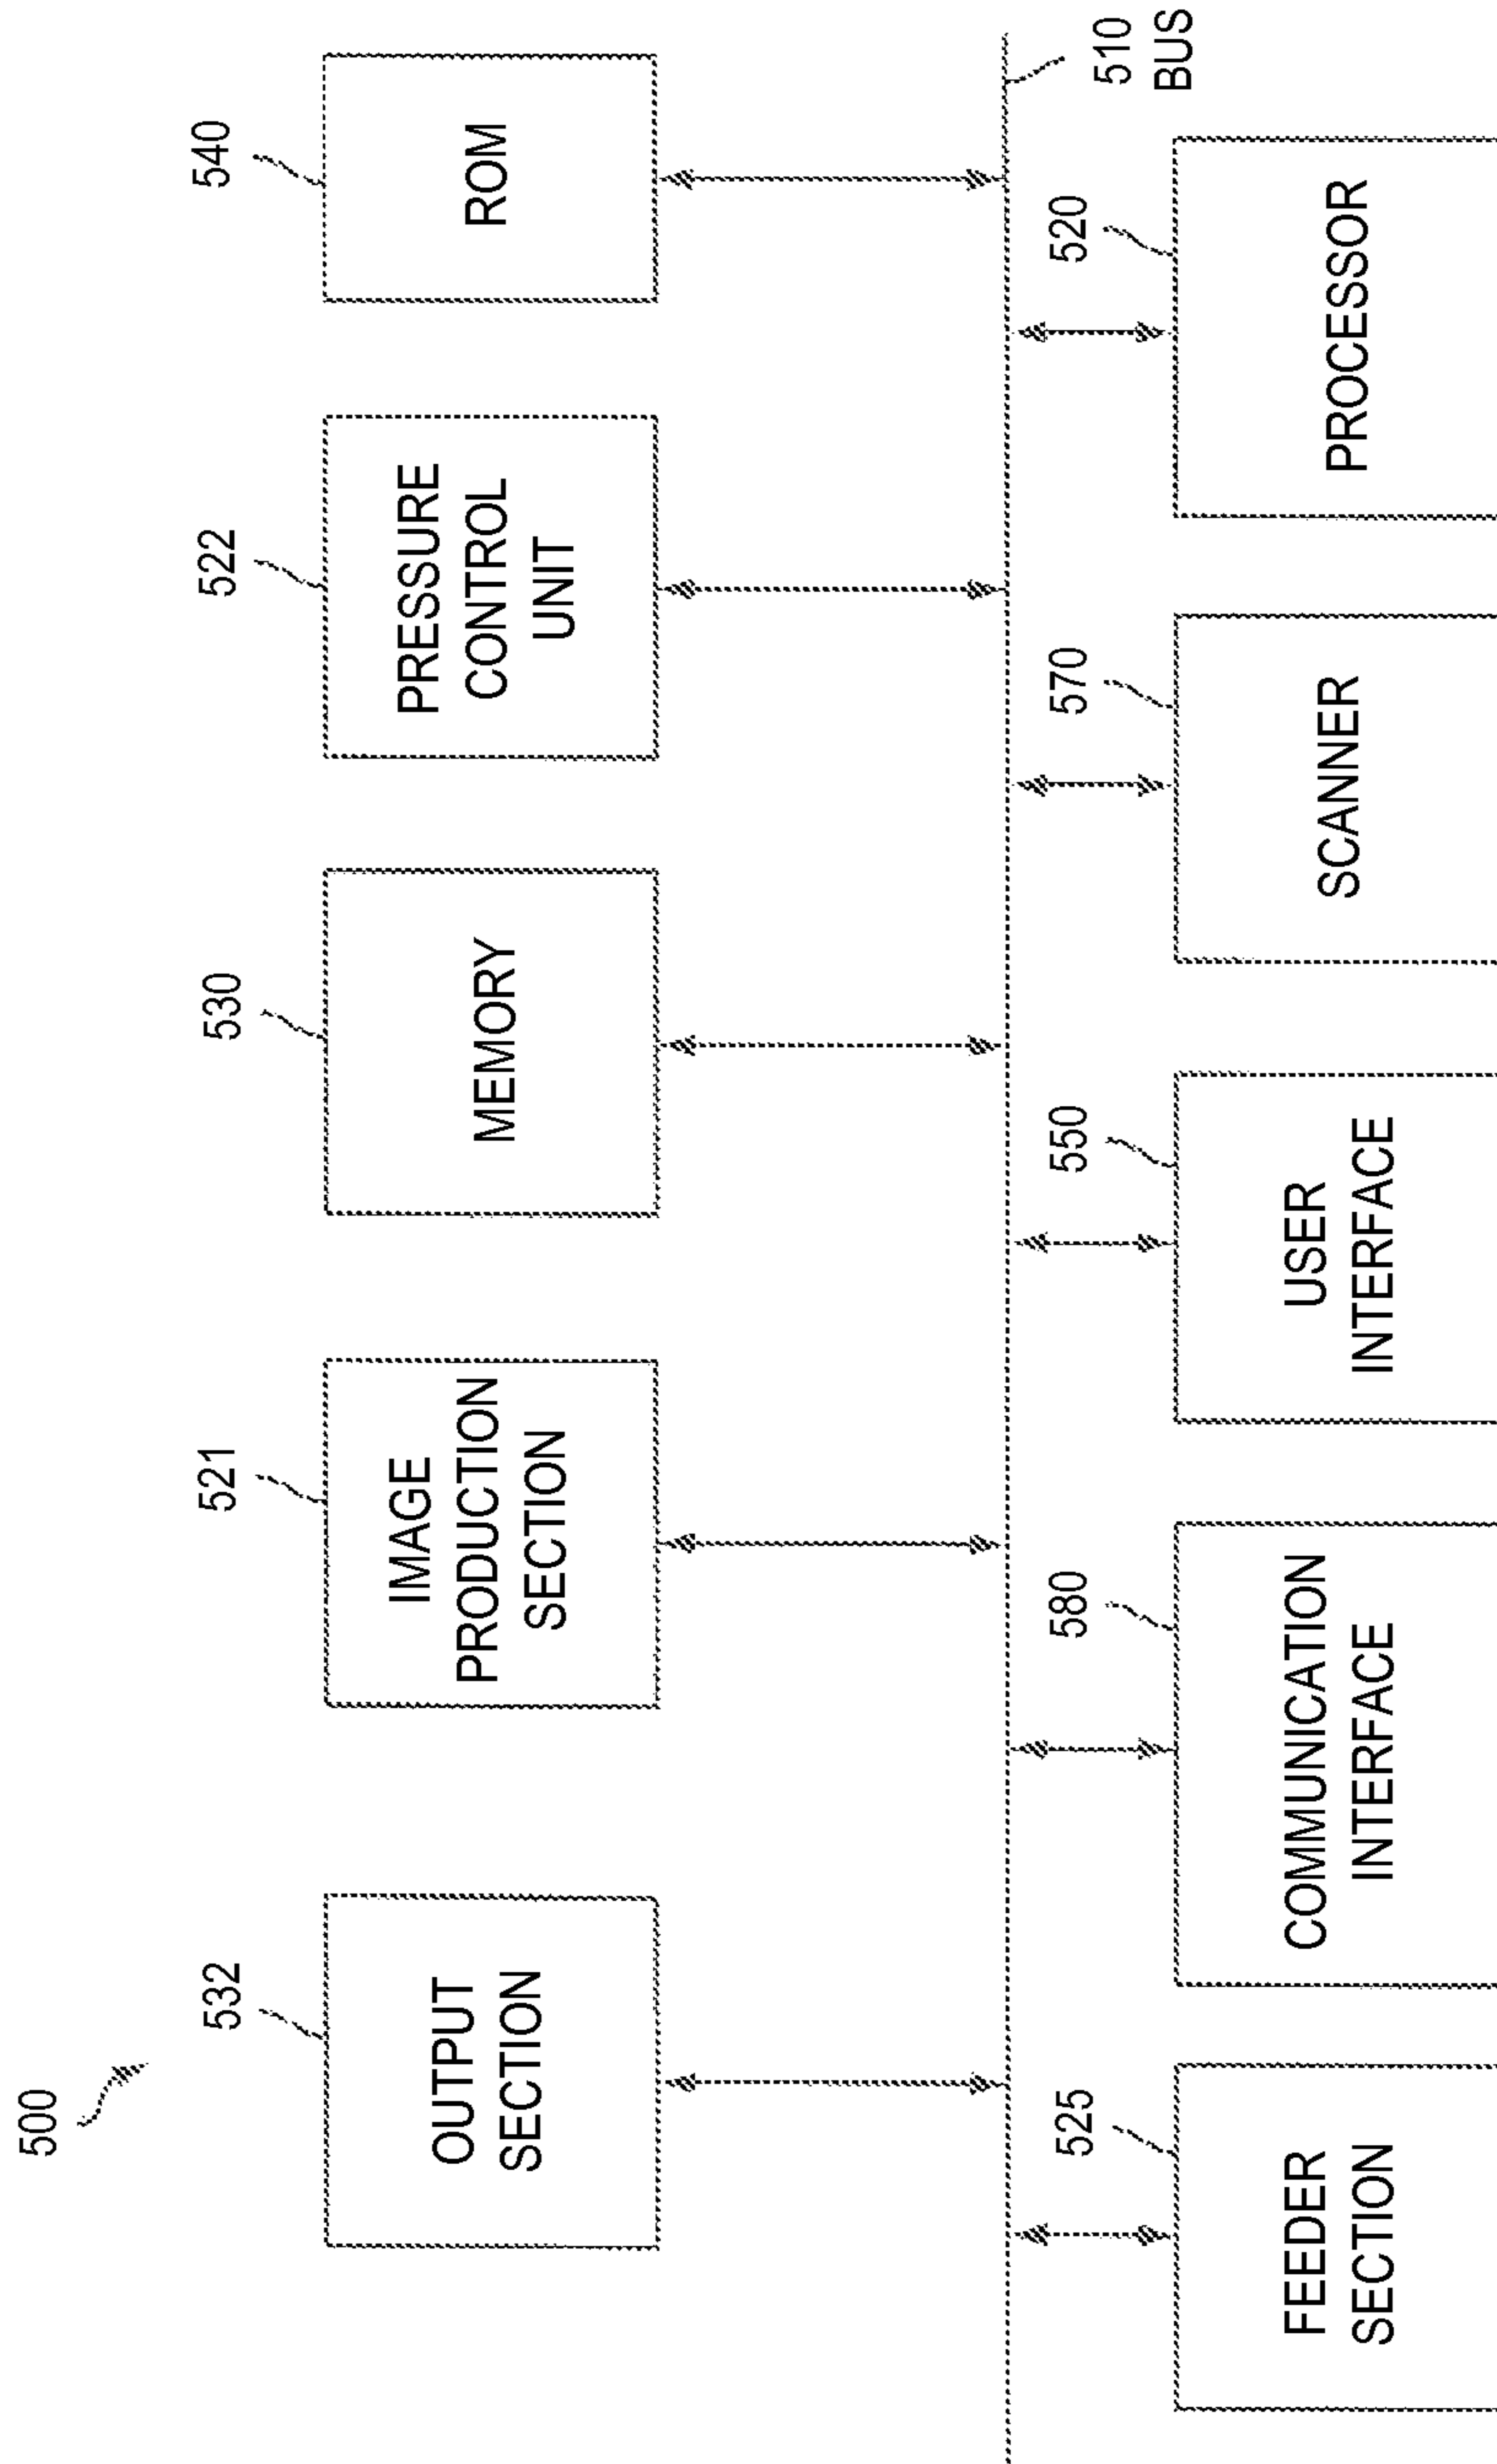 500
532
OUTPUT
SECTION
521
IMAGE
PRODUCTION
SECTION
530
MEMORY
522
PRESSURE
CONTROL
UNIT
540
ROM
510
BUS
525
FEEDER
SECTION
580
COMMUNICATION
INTERFACE
550
USER
INTERFACE
570
SCANNER
520
PROCESSOR